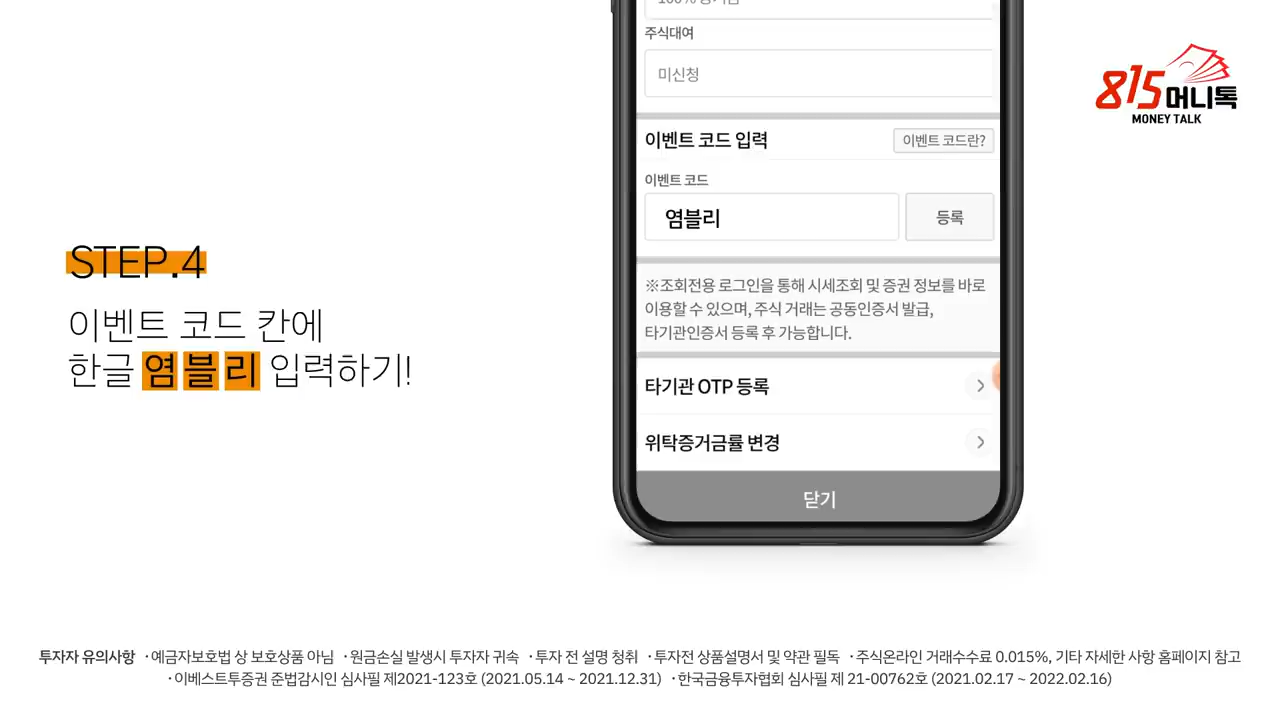 100% 증거금
주식대여
미신청
이벤트 코드 입력
이벤트 코드란?
이벤트 코드
염블리
등록
※조회전용 로그인을 통해 시세조회 및 증권 정보를 바로
이용할 수 있으며, 주식 거래는 공동인증서 발급,
타기관인증서 등록 후 가능합니다.
타기관 OTP 등록
위탁증거금률 변경
닫기
815머니톡
MONEY TALK
STEP.4
이벤트 코드 칸에
한글 염블리 입력하기!
투자자 유의사항 ·예금자보호법 상 보호상품 아님 ·원금손실 발생시 투자자 귀속 ·투자 전 설명 청취 ·투자전 상품설명서 및 약관 필독 ·주식온라인 거래수수료 0.015%, 기타 자세한 사항 홈페이지 참고
·이베스트투증권 준법감시인 심사필 제2021-123호 (2021.05.14 ~ 2021.12.31) ·한국금융투자협회 심사필 제 21-00762호 (2021.02.17 ~ 2022.02.16)